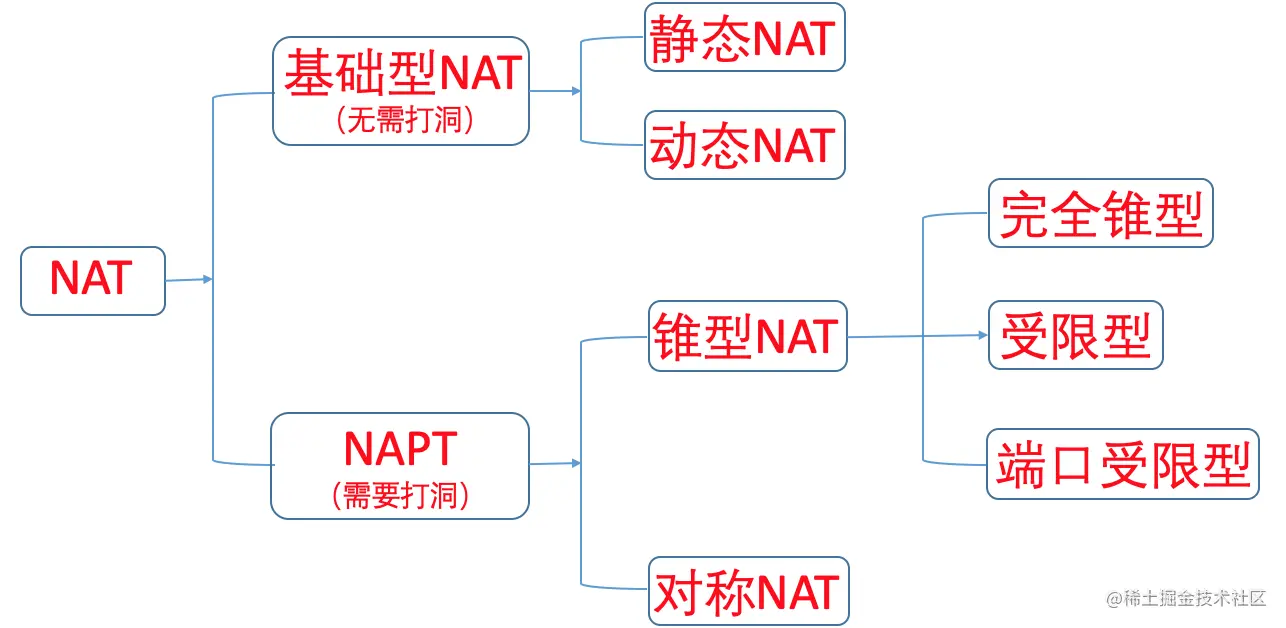 NAT
基础型NAT
（无需打洞）
静态NAT
动态NAT
NAPT
（需要打洞）
锥型NAT
完全锥型
受限型
端口受限型
对称NAT
@稀土掘金技术社区